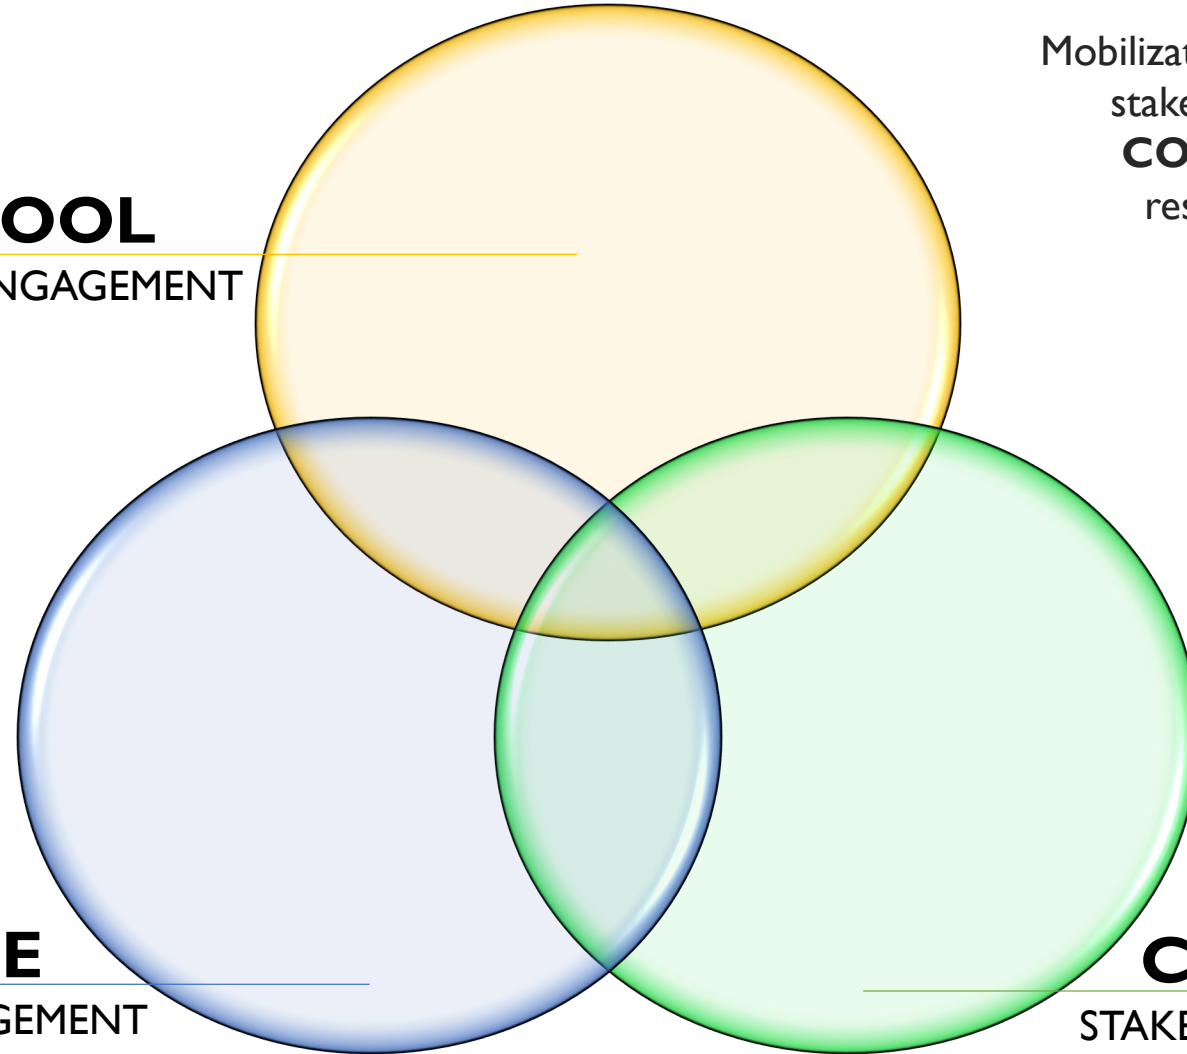 Mobilizat
stake
CO
res
OOL
NGAGEMENT
E
GEMENT
C
STAKE